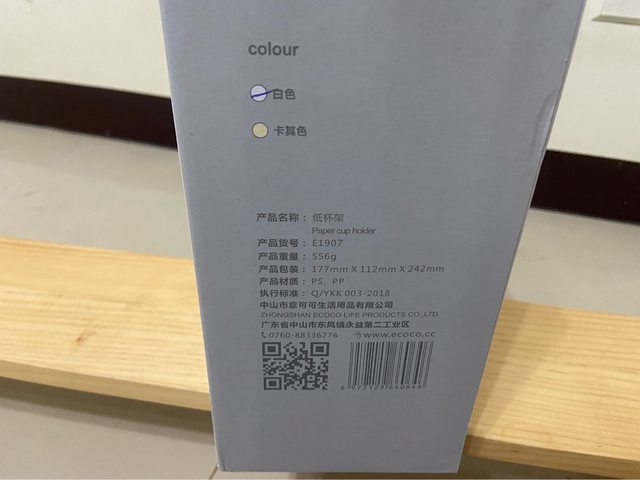 colour
白色
卡其色
产品名称：纸杯架
Paper cup holder
产品货号：E1907
产品重量：556g
产品包装：177mm X 112mm X 242mm
产品材质：PS、PP
执行标准：Q/YKK 003-2018
中山市意可可生活用品有限公司
ZHONGSHAN ECOCO LIFE PRODUCTS CO.,LTD.
广东省中山市东凤镇永益第二工业区
0760-88336776 www.ecoco.cc
6 972129 660846